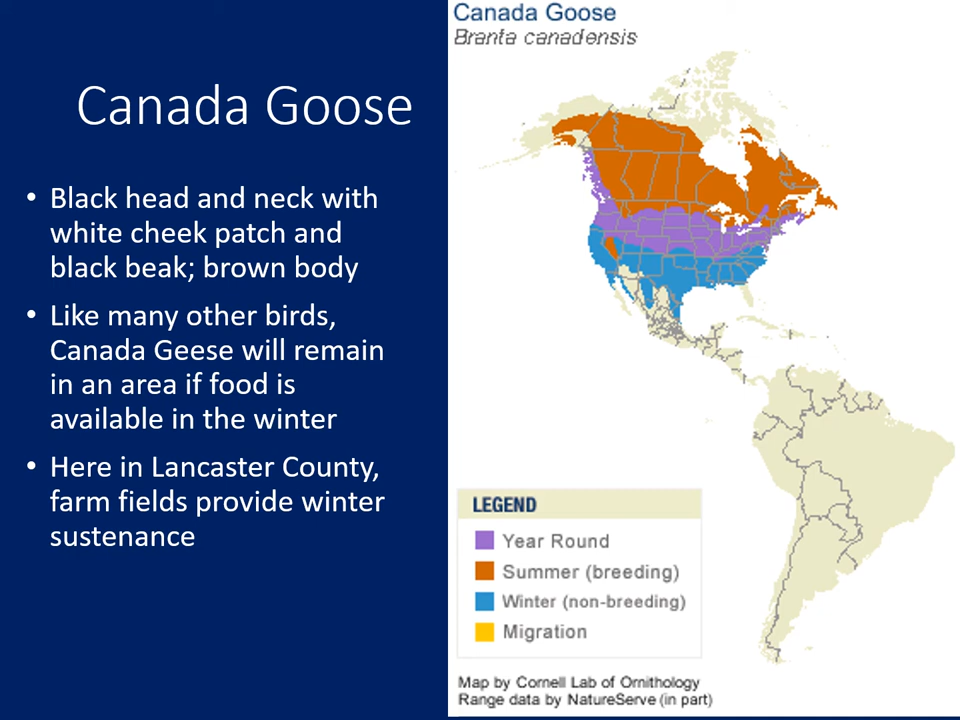 Canada Goose
• Black head and neck with
white cheek patch and
black beak; brown body
• Like many other birds,
Canada Geese will remain
in an area if food is
available in the winter
• Here in Lancaster County,
farm fields provide winter
sustenance
Canada Goose
Branta canadensis
LEGEND
Year Round
Summer (breeding)
Winter (non-breeding)
Migration
Map by Cornell Lab of Ornithology
Range data by NatureServe (in part)